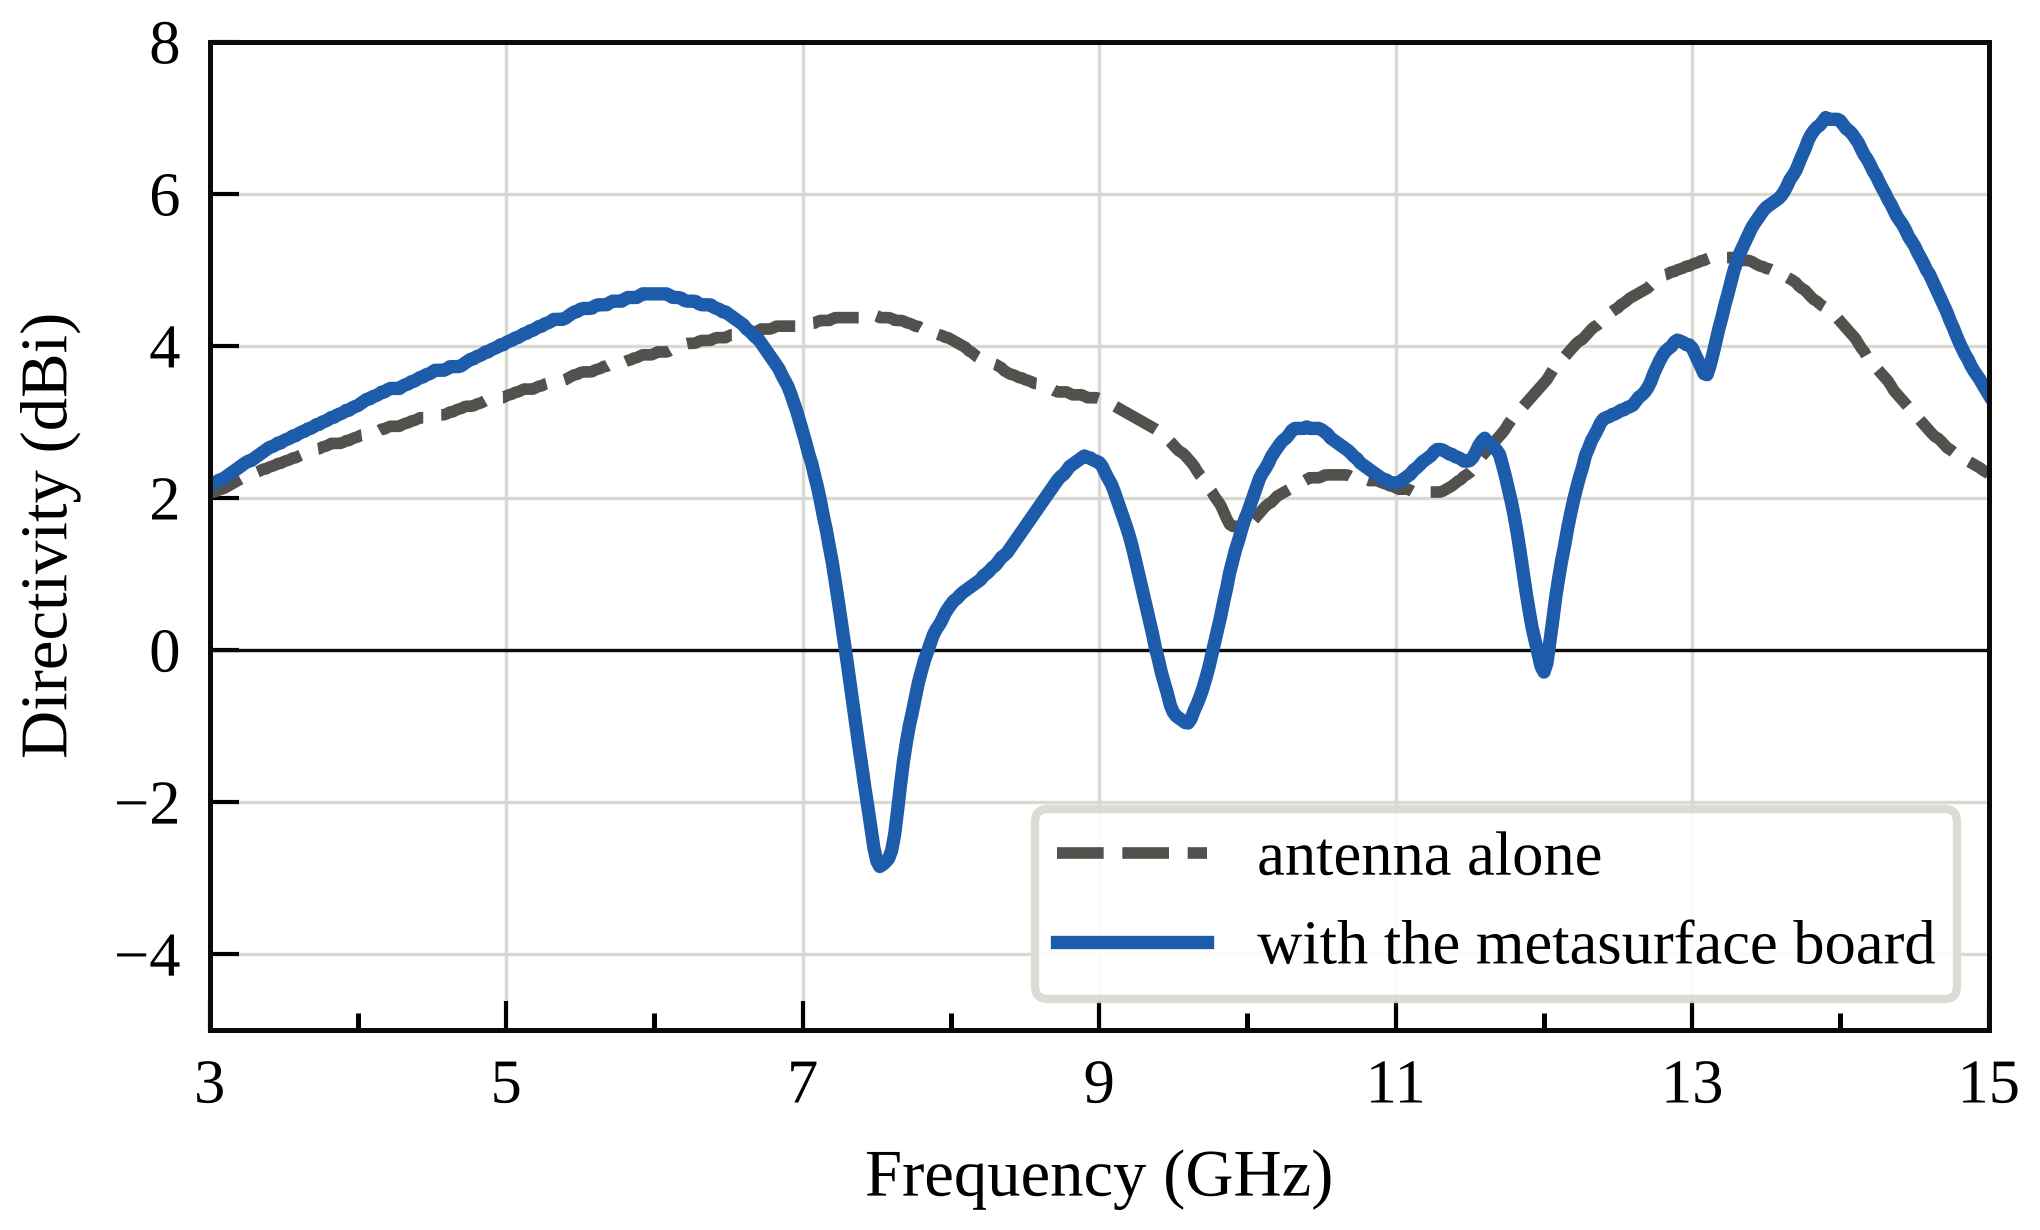 8
6
4
2
0
−2
−4
Directivity (dBi)
antenna alone
with the metasurface board
3 5 7 9 11 13 15
Frequency (GHz)